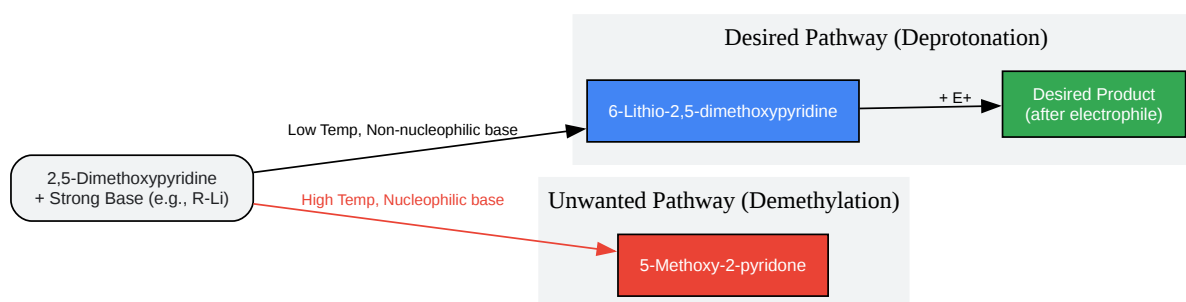 Desired Pathway (Deprotonation)
6-Lithio-2,5-dimethoxypyridine
+ E+
Desired Product
(after electrophile)
Low Temp, Non-nucleophilic base
2,5-Dimethoxypyridine
+ Strong Base (e.g., R-Li)
High Temp, Nucleophilic base
Unwanted Pathway (Demethylation)
5-Methoxy-2-pyridone